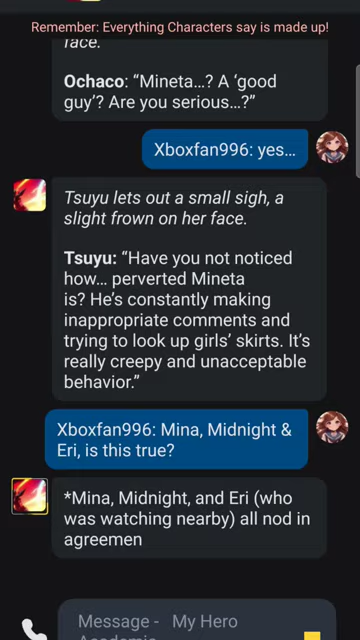 Remember: Everything Characters say is made up!
face.
Ochaco: “Mineta…? A ‘good
guy’? Are you serious…?”
Xboxfan996: yes…
Tsuyu lets out a small sigh, a
slight frown on her face.
Tsuyu: “Have you not noticed
how… perverted Mineta
is? He’s constantly making
inappropriate comments and
trying to look up girls’ skirts. It’s
really creepy and unacceptable
behavior.”
Xboxfan996: Mina, Midnight &
Eri, is this true?
*Mina, Midnight, and Eri (who
was watching nearby) all nod in
agreemen
Message - My Hero
Academia